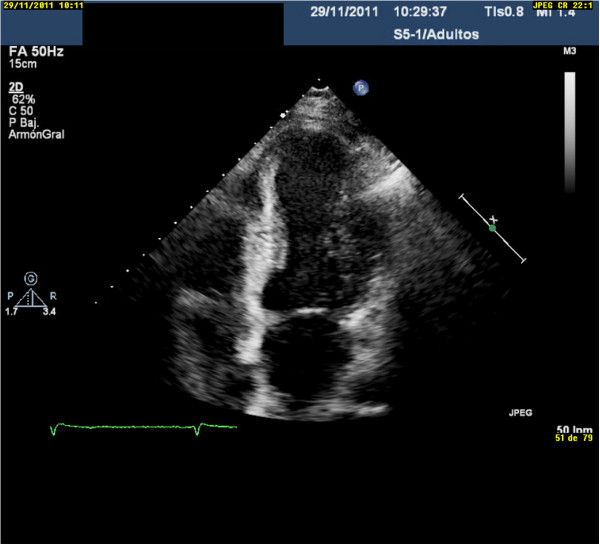 29/11/2011 10:11
29/11/2011 10:29:37 TIs0.8 MI 1.4
JPEG CR 22:1
S5-1/Adultos
FA 50Hz
15cm
M3
P
2D
62%
C 50
P Baj.
ArmónGral
x
G
P R
1.7 3.4
JPEG
51 de 79